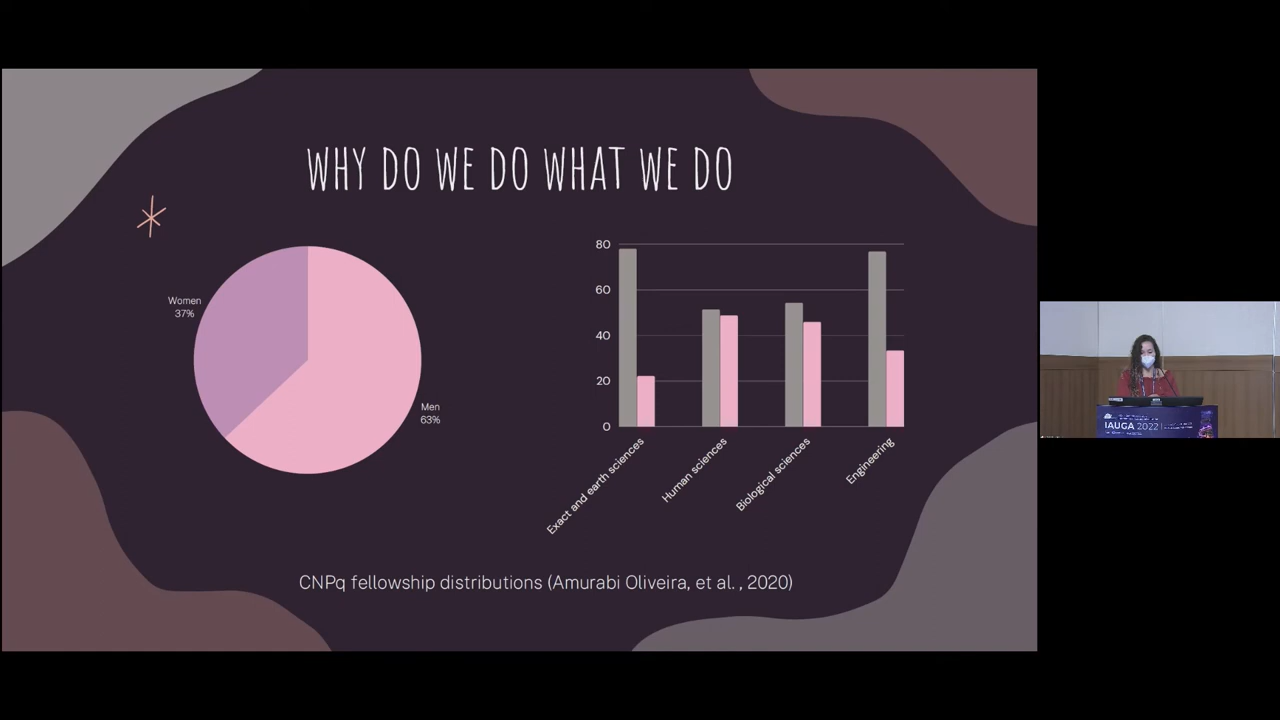 WHY DO WE DO WHAT WE DO
Women
37%
Men
63%
80
60
40
20
0
Exact and earth sciences
Human sciences
Biological sciences
Engineering
CNPq fellowship distributions (Amurabi Oliveira, et al. , 2020)
IAUGA 2022